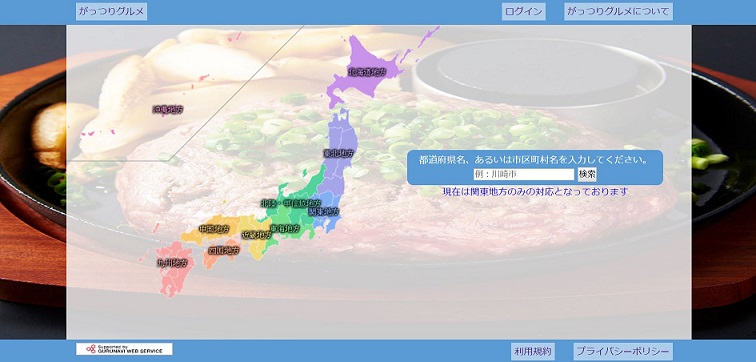 がっつりグルメ
ログイン
がっつりグルメについて
北海道地方
沖縄地方
東北地方
都道府県名、あるいは市区町村名を入力してください。
例：川崎市
検索
現在は関東地方のみの対応となっております
北陸・甲信越地方
関東地方
中国地方
近畿地方
東海地方
四国地方
九州地方
Supported by
GURUNAVI WEB SERVICE
利用規約
プライバシーポリシー